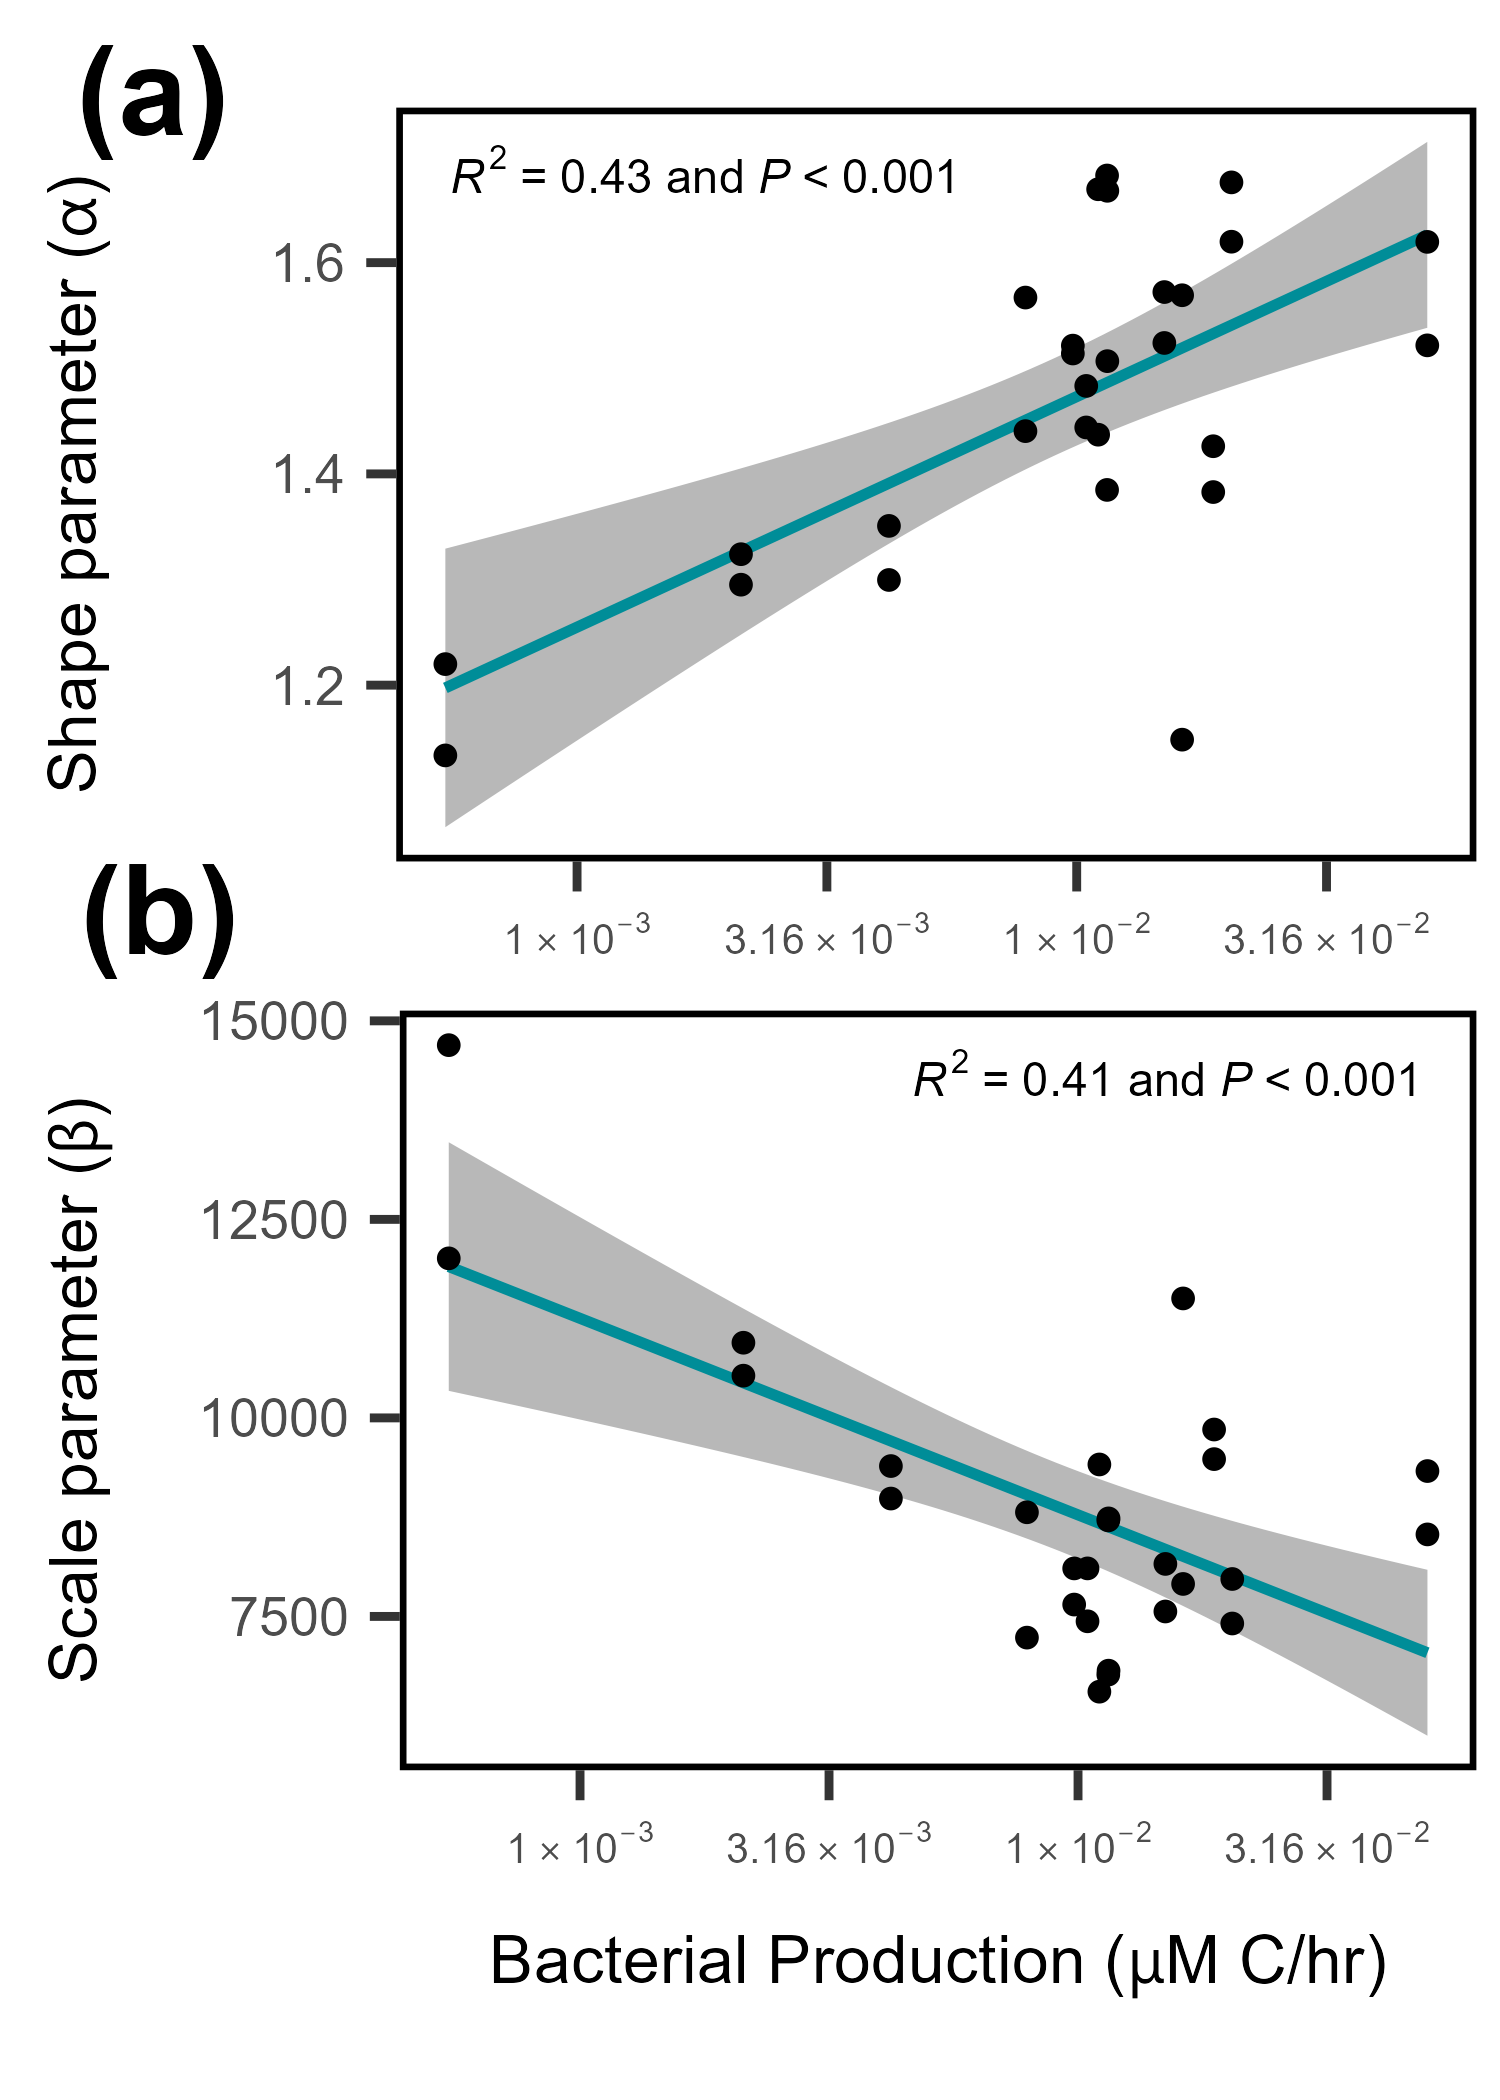 (a)
R² = 0.43 and P < 0.001
Shape parameter (α)
1.6
1.4
1.2
1 × 10⁻³ 3.16 × 10⁻³ 1 × 10⁻² 3.16 × 10⁻²
(b)
R² = 0.41 and P < 0.001
Scale parameter (β)
15000
12500
10000
7500
1 × 10⁻³ 3.16 × 10⁻³ 1 × 10⁻² 3.16 × 10⁻²
Bacterial Production (μM C/hr)